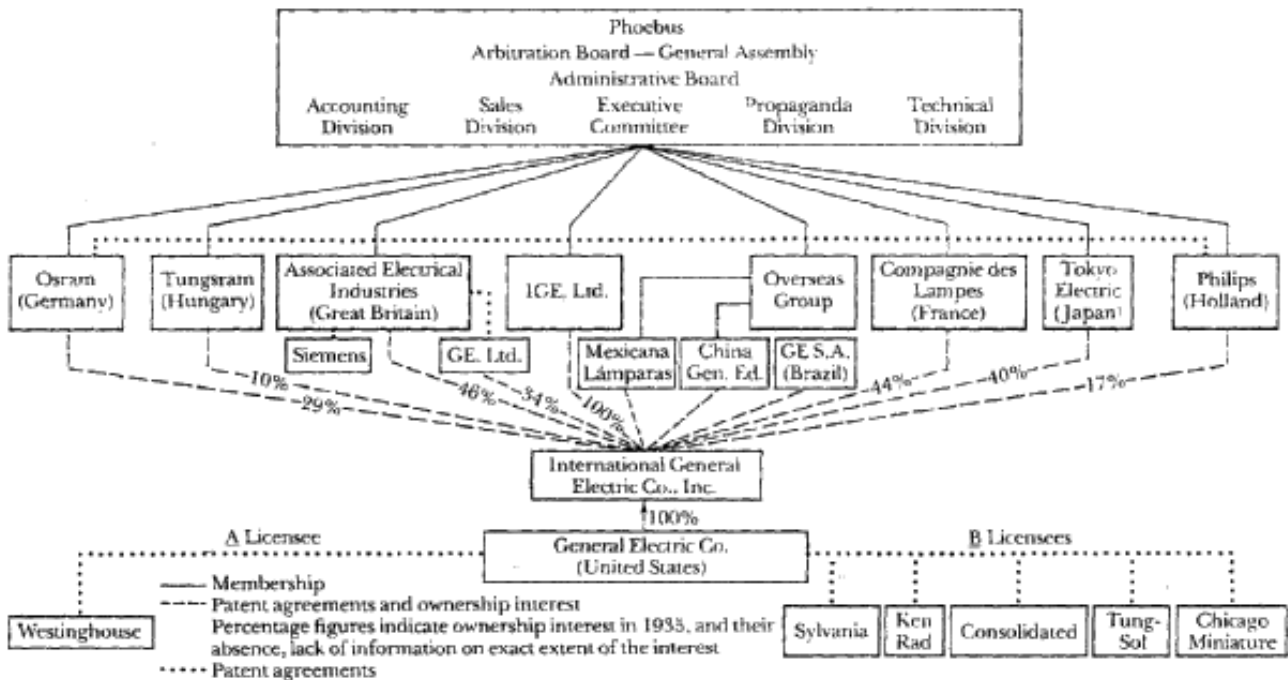 Phoebus
Arbitration Board — General Assembly
Administrative Board
Accounting Division
Sales Division
Executive Committee
Propaganda Division
Technical Division
Osram
(Germany)
Tungsram
(Hungary)
Associated Electrical
Industries
(Great Britain)
IGE, Ltd.
Overseas
Group
Compagnie des
Lampes
(France)
Tokyo
Electric
(Japan)
Philips
(Holland)
Siemens
GE, Ltd.
Mexicana
Lámparas
China
Gen. Ed.
GE S.A.
(Brazil)
29%
10%
46%
34%
100%
44%
40%
17%
International General
Electric Co., Inc.
100%
A Licensee
General Electric Co.
(United States)
B Licensees
Westinghouse
Membership
Patent agreements and ownership interest
Percentage figures indicate ownership interest in 1935, and their
absence, lack of information on exact extent of the interest
Patent agreements
Sylvania
Ken
Rad
Consolidated
Tung-
Sol
Chicago
Miniature